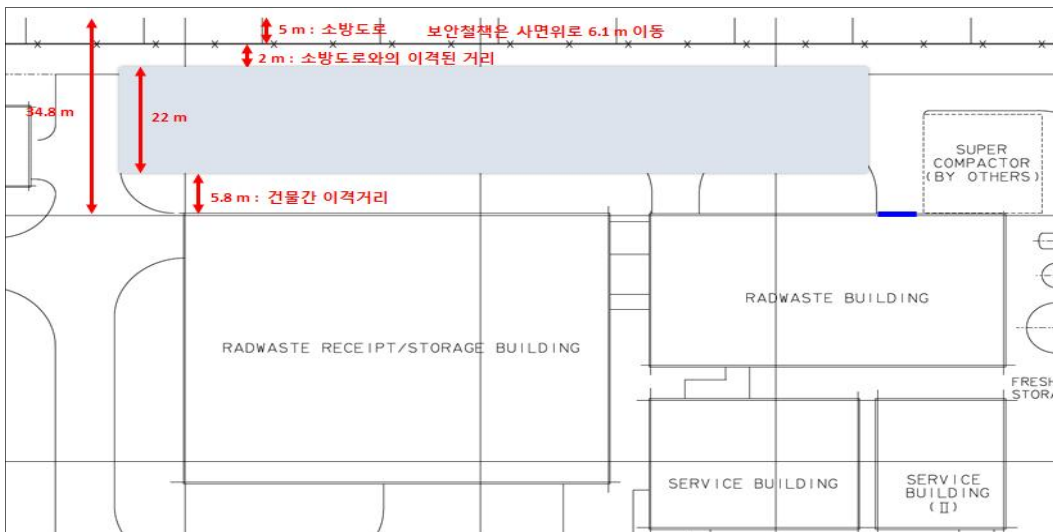 5 m : 소방도로
보안철책은 사면위로 6.1 m 이동
2 m : 소방도로와의 이격된 거리
34.8 m
22 m
5.8 m : 건물간 이격거리
SUPER
COMPACTOR
(BY OTHERS)
RADWASTE BUILDING
RADWASTE RECEIPT/STORAGE BUILDING
FRESH
STORA
SERVICE BUILDING
SERVICE
BUILDING
(Ⅱ)